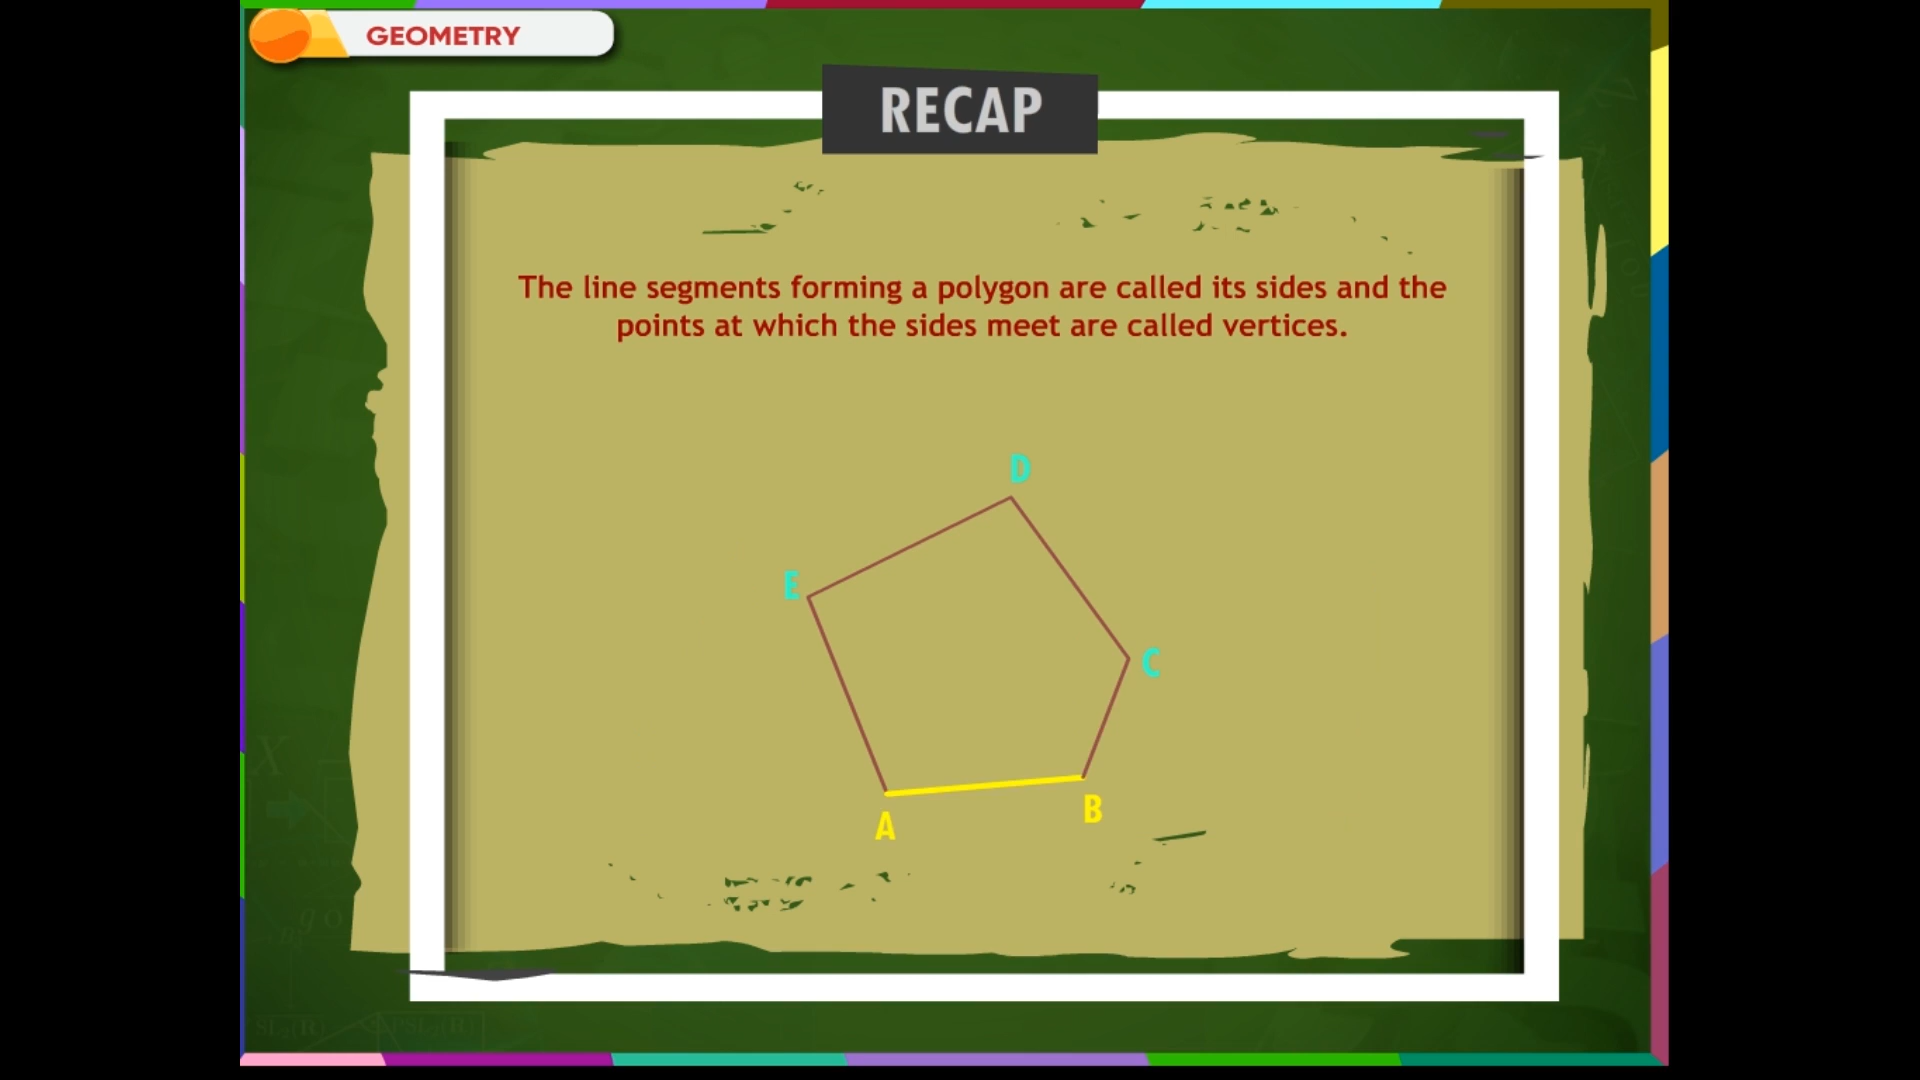 GEOMETRY
RECAP
The line segments forming a polygon are called its sides and the
points at which the sides meet are called vertices.
D
E
C
B
A